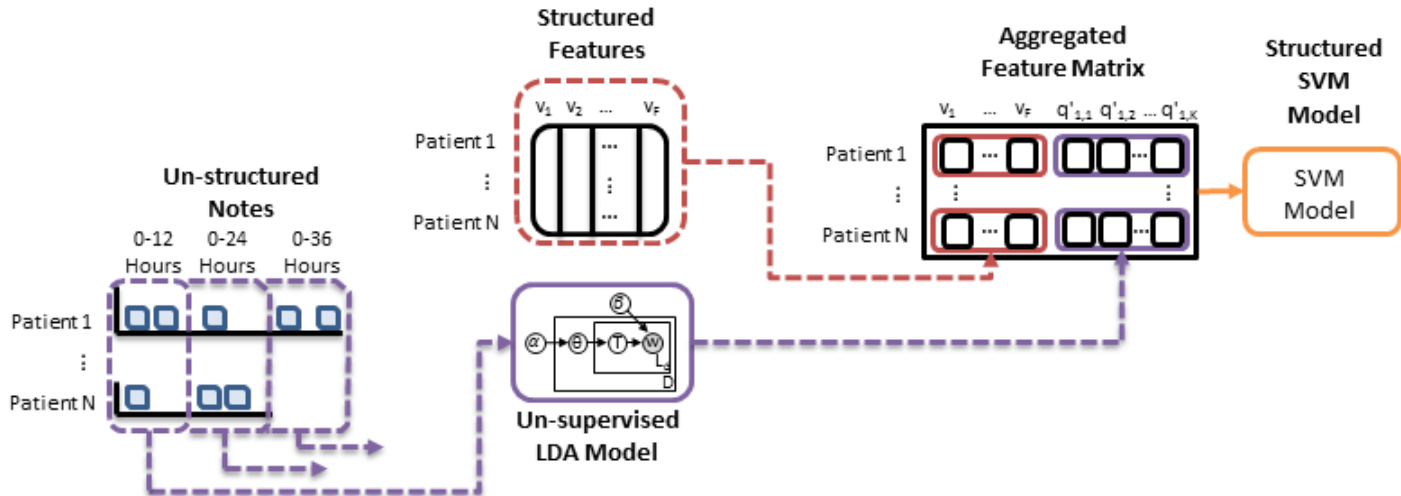 Structured
Features
v1 v2 ... vF
Patient 1
...
⋮
⋮
Patient N
...
Un-structured
Notes
0-12
Hours
0-24
Hours
0-36
Hours
Patient 1
⋮
Patient N
α θ T w
D
Un-supervised
LDA Model
Aggregated
Feature Matrix
v1 ... vF q'1,1 q'1,2 ... q'1,K
Patient 1
... ...
⋮ ⋮ ⋮
Patient N
... ...
Structured
SVM
Model
SVM
Model